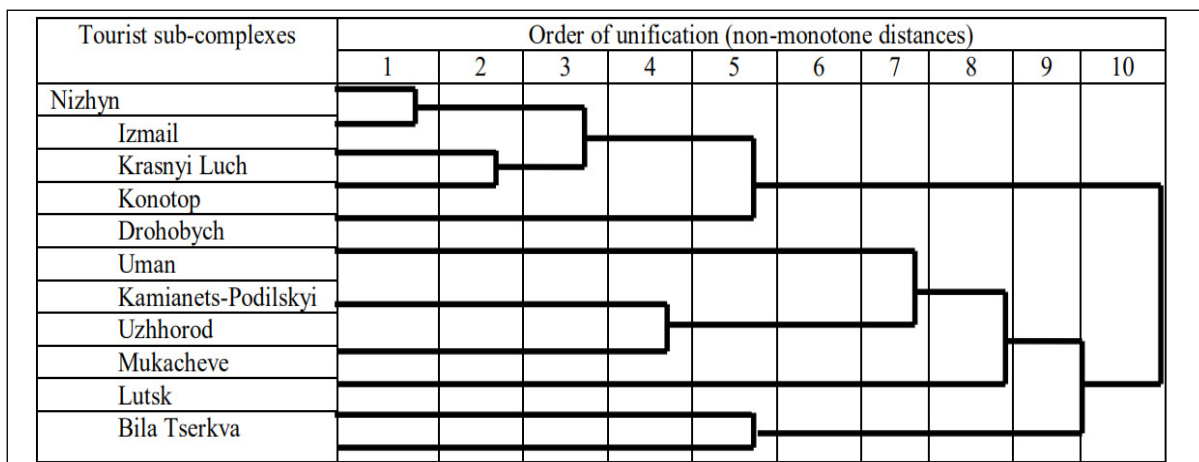 Tourist sub-complexes
Order of unification (non-monotone distances)
1 2 3 4 5 6 7 8 9 10
Nizhyn
Izmail
Krasnyi Luch
Konotop
Drohobych
Uman
Kamianets-Podilskyi
Uzhhorod
Mukacheve
Lutsk
Bila Tserkva